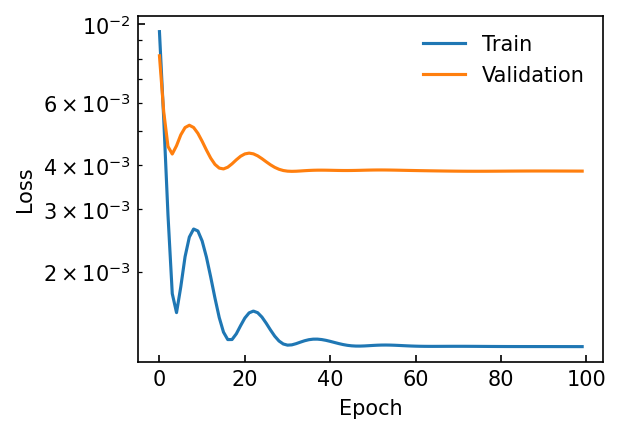 10⁻²
6 × 10⁻³
4 × 10⁻³
3 × 10⁻³
2 × 10⁻³
Loss
Train
Validation
0 20 40 60 80 100
Epoch